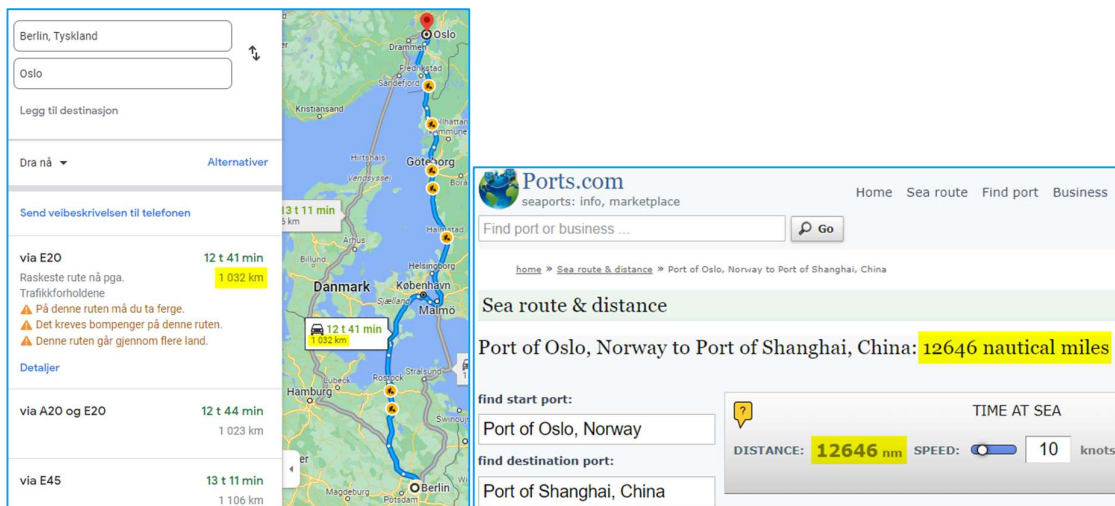 Berlin, Tyskland
Oslo
Legg til destinasjon
Dra nå
Alternativer
Send veibeskrivelsen til telefonen
via E20
12 t 41 min
Raskeste rute nå pga.
1 032 km
Trafikkforholdene
På denne ruten må du ta ferge.
Det kreves bompenger på denne ruten.
Denne ruten går gjennom flere land.
Detaljer
via A20 og E20
12 t 44 min
1 023 km
via E45
13 t 11 min
1 106 km
Oslo
Drammen
Fredrikstad
Sandefjord
Kristiansand
Göteborg
Hirtshals
Vendsyssel
13 t 11 min
Halmstad
Århus
Billund
Helsingborg
Danmark
København
Sjælland
Malmö
12 t 41 min
1 032 km
Rostock
Stralsund
Lübeck
Hamburg
Berlin
Magdeburg
Potsdam
Ports.com
seaports: info, marketplace
Home Sea route Find port Business
Find port or business ...
Go
home » Sea route & distance » Port of Oslo, Norway to Port of Shanghai, China
Sea route & distance
Port of Oslo, Norway to Port of Shanghai, China: 12646 nautical miles
find start port:
Port of Oslo, Norway
find destination port:
Port of Shanghai, China
?
TIME AT SEA
DISTANCE: 12646 nm SPEED: 10 knots